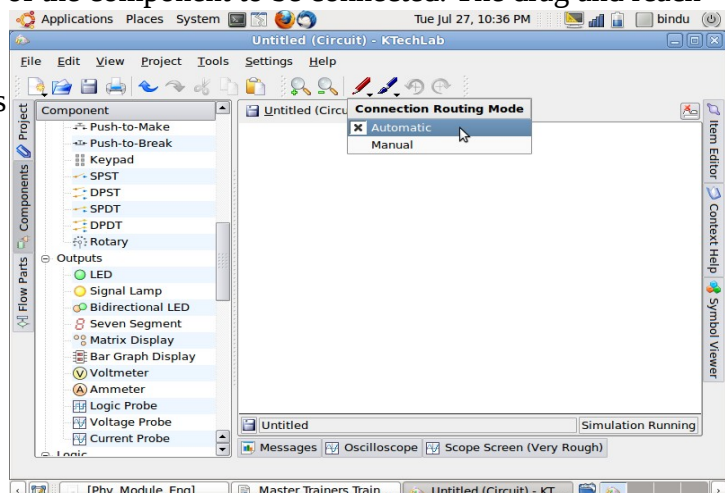 of the component to be connected. The drag and reach
s
Applications Places System Tue Jul 27, 10:36 PM bindu
Untitled (Circuit) - KTechLab
File Edit View Project Tools Settings Help
Project
Components
Flow Parts
Component
Push-to-Make
Push-to-Break
Keypad
SPST
DPST
SPDT
DPDT
Rotary
Outputs
LED
Signal Lamp
Bidirectional LED
Seven Segment
Matrix Display
Bar Graph Display
Voltmeter
Ammeter
Logic Probe
Voltage Probe
Current Probe
Logic
Untitled (Circu
Connection Routing Mode
Automatic
Manual
Item Editor
Context Help
Symbol Viewer
Untitled Simulation Running
Messages Oscilloscope Scope Screen (Very Rough)
[Phy_Module_Eng] Master Trainers Train Untitled (Circuit) - KT